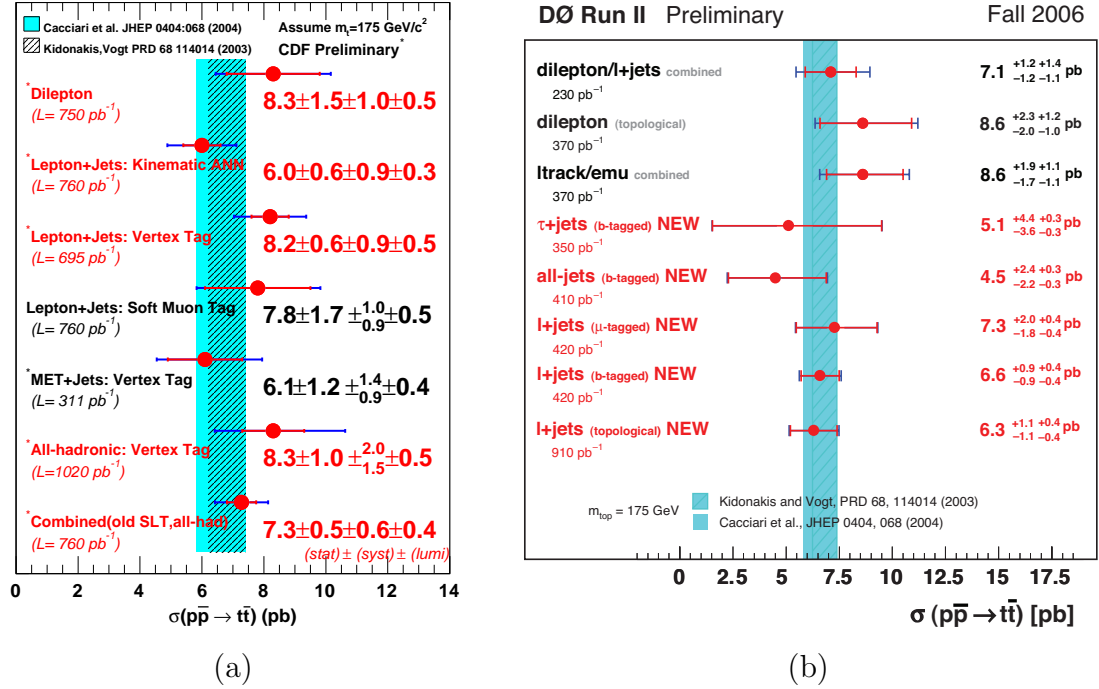 Cacciari et al. JHEP 0404:068 (2004)
Kidonakis,Vogt PRD 68 114014 (2003)
Assume mt=175 GeV/c²
CDF Preliminary*
*Dilepton
(L= 750 pb⁻¹)
8.3±1.5±1.0±0.5
*Lepton+Jets: Kinematic ANN
(L= 760 pb⁻¹)
6.0±0.6±0.9±0.3
*Lepton+Jets: Vertex Tag
(L= 695 pb⁻¹)
8.2±0.6±0.9±0.5
Lepton+Jets: Soft Muon Tag
(L= 760 pb⁻¹)
7.8±1.7 ±1.0 0.9±0.5
*MET+Jets: Vertex Tag
(L= 311 pb⁻¹)
6.1±1.2 ±1.4 0.9±0.4
*All-hadronic: Vertex Tag
(L=1020 pb⁻¹)
8.3±1.0 ±2.0 1.5±0.5
*Combined(old SLT,all-had)
(L= 760 pb⁻¹)
7.3±0.5±0.6±0.4
(stat) ± (syst) ± (lumi)
0 2 4 6 8 10 12 14
σ(pp̅ → tt̅) (pb)
(a)
DØ Run II Preliminary Fall 2006
dilepton/l+jets combined 7.1 +1.2 +1.4 −1.2 −1.1 pb
230 pb⁻¹
dilepton (topological) 8.6 +2.3 +1.2 −2.0 −1.0 pb
370 pb⁻¹
ltrack/emu combined 8.6 +1.9 +1.1 −1.7 −1.1 pb
370 pb⁻¹
τ+jets (b-tagged) NEW 5.1 +4.4 +0.3 −3.6 −0.3 pb
350 pb⁻¹
all-jets (b-tagged) NEW 4.5 +2.4 +0.3 −2.2 −0.3 pb
410 pb⁻¹
l+jets (μ-tagged) NEW 7.3 +2.0 +0.4 −1.8 −0.4 pb
420 pb⁻¹
l+jets (b-tagged) NEW 6.6 +0.9 +0.4 −0.9 −0.4 pb
420 pb⁻¹
l+jets (topological) NEW 6.3 +1.1 +0.4 −1.1 −0.4 pb
910 pb⁻¹
mtop = 175 GeV
Kidonakis and Vogt, PRD 68, 114014 (2003)
Cacciari et al., JHEP 0404, 068 (2004)
0 2.5 5 7.5 10 12.5 15 17.5
σ (pp̅ → tt̅) [pb]
(b)